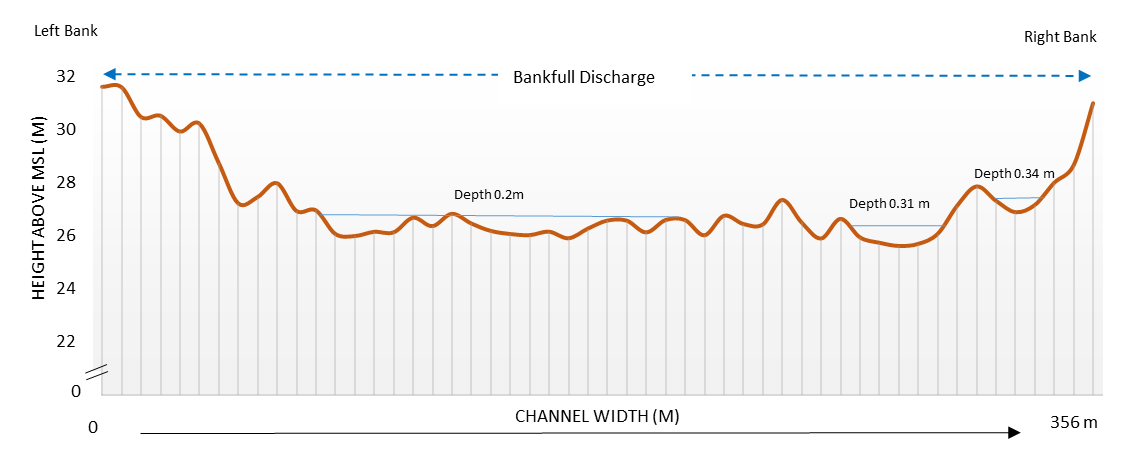 Left Bank
Right Bank
Bankfull Discharge
32
30
28
26
24
22
0
HEIGHT ABOVE MSL (M)
Depth 0.2m
Depth 0.31 m
Depth 0.34 m
CHANNEL WIDTH (M)
0
356 m